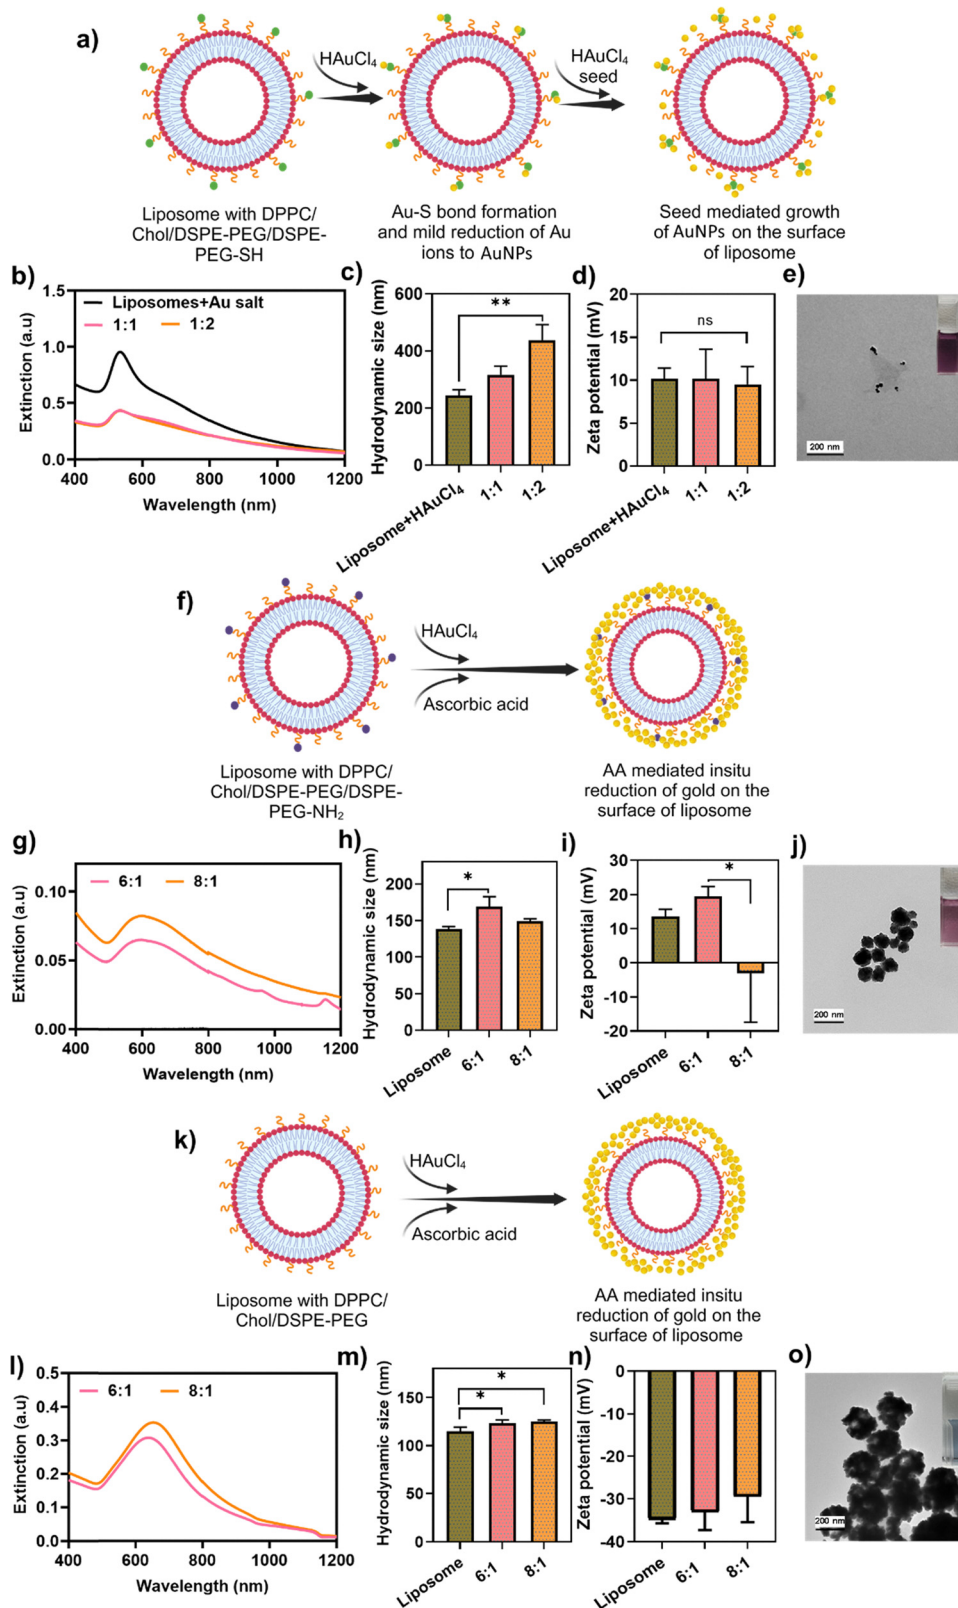 a)
HAuCl₄
HAuCl₄
seed
Liposome with DPPC/
Chol/DSPE-PEG/DSPE-
PEG-SH
Au-S bond formation
and mild reduction of Au
ions to AuNPs
Seed mediated growth
of AuNPs on the surface
of liposome
b)
Extinction (a.u)
1.5
1.0
0.5
0.0
Liposomes+Au salt
1:1
1:2
400
600
800
1000
1200
Wavelength (nm)
c)
Hydrodynamic size (nm)
600
400
200
0
**
Liposome+HAuCl₄
1:1
1:2
d)
Zeta potential (mV)
20
15
10
5
0
ns
Liposome+HAuCl₄
1:1
1:2
e)
200 nm
f)
HAuCl₄
Ascorbic acid
Liposome with DPPC/
Chol/DSPE-PEG/DSPE-
PEG-NH₂
AA mediated insitu
reduction of gold on the
surface of liposome
g)
Extinction (a.u)
0.10
0.05
0.00
6:1
8:1
400
600
800
1000
1200
Wavelength (nm)
h)
Hydrodynamic size (nm)
200
150
100
50
0
*
Liposome
6:1
8:1
i)
Zeta potential (mV)
30
20
10
0
-10
-20
*
Liposome
6:1
8:1
j)
200 nm
k)
HAuCl₄
Ascorbic acid
Liposome with DPPC/
Chol/DSPE-PEG
AA mediated insitu
reduction of gold on the
surface of liposome
l)
Extinction (a.u)
0.5
0.4
0.3
0.2
0.1
0.0
6:1
8:1
400
600
800
1000
1200
Wavelength (nm)
m)
Hydrodynamic size (nm)
150
100
50
0
*
*
Liposome
6:1
8:1
n)
Zeta potential (mV)
0
-10
-20
-30
-40
Liposome
6:1
8:1
o)
200 nm